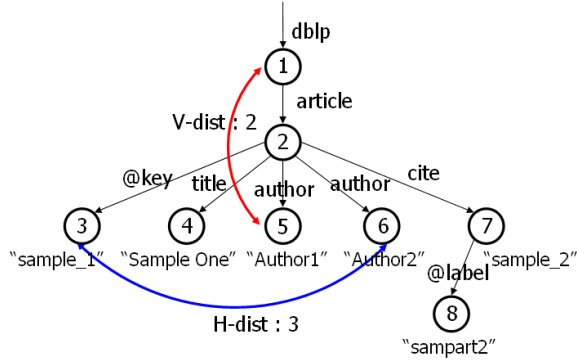 dblp
1
article
V-dist : 2
2
@key
title
author
author
cite
3
4
5
6
7
“sample_1”
“Sample One”
“Author1”
“Author2”
“sample_2”
@label
8
H-dist : 3
“sampart2”